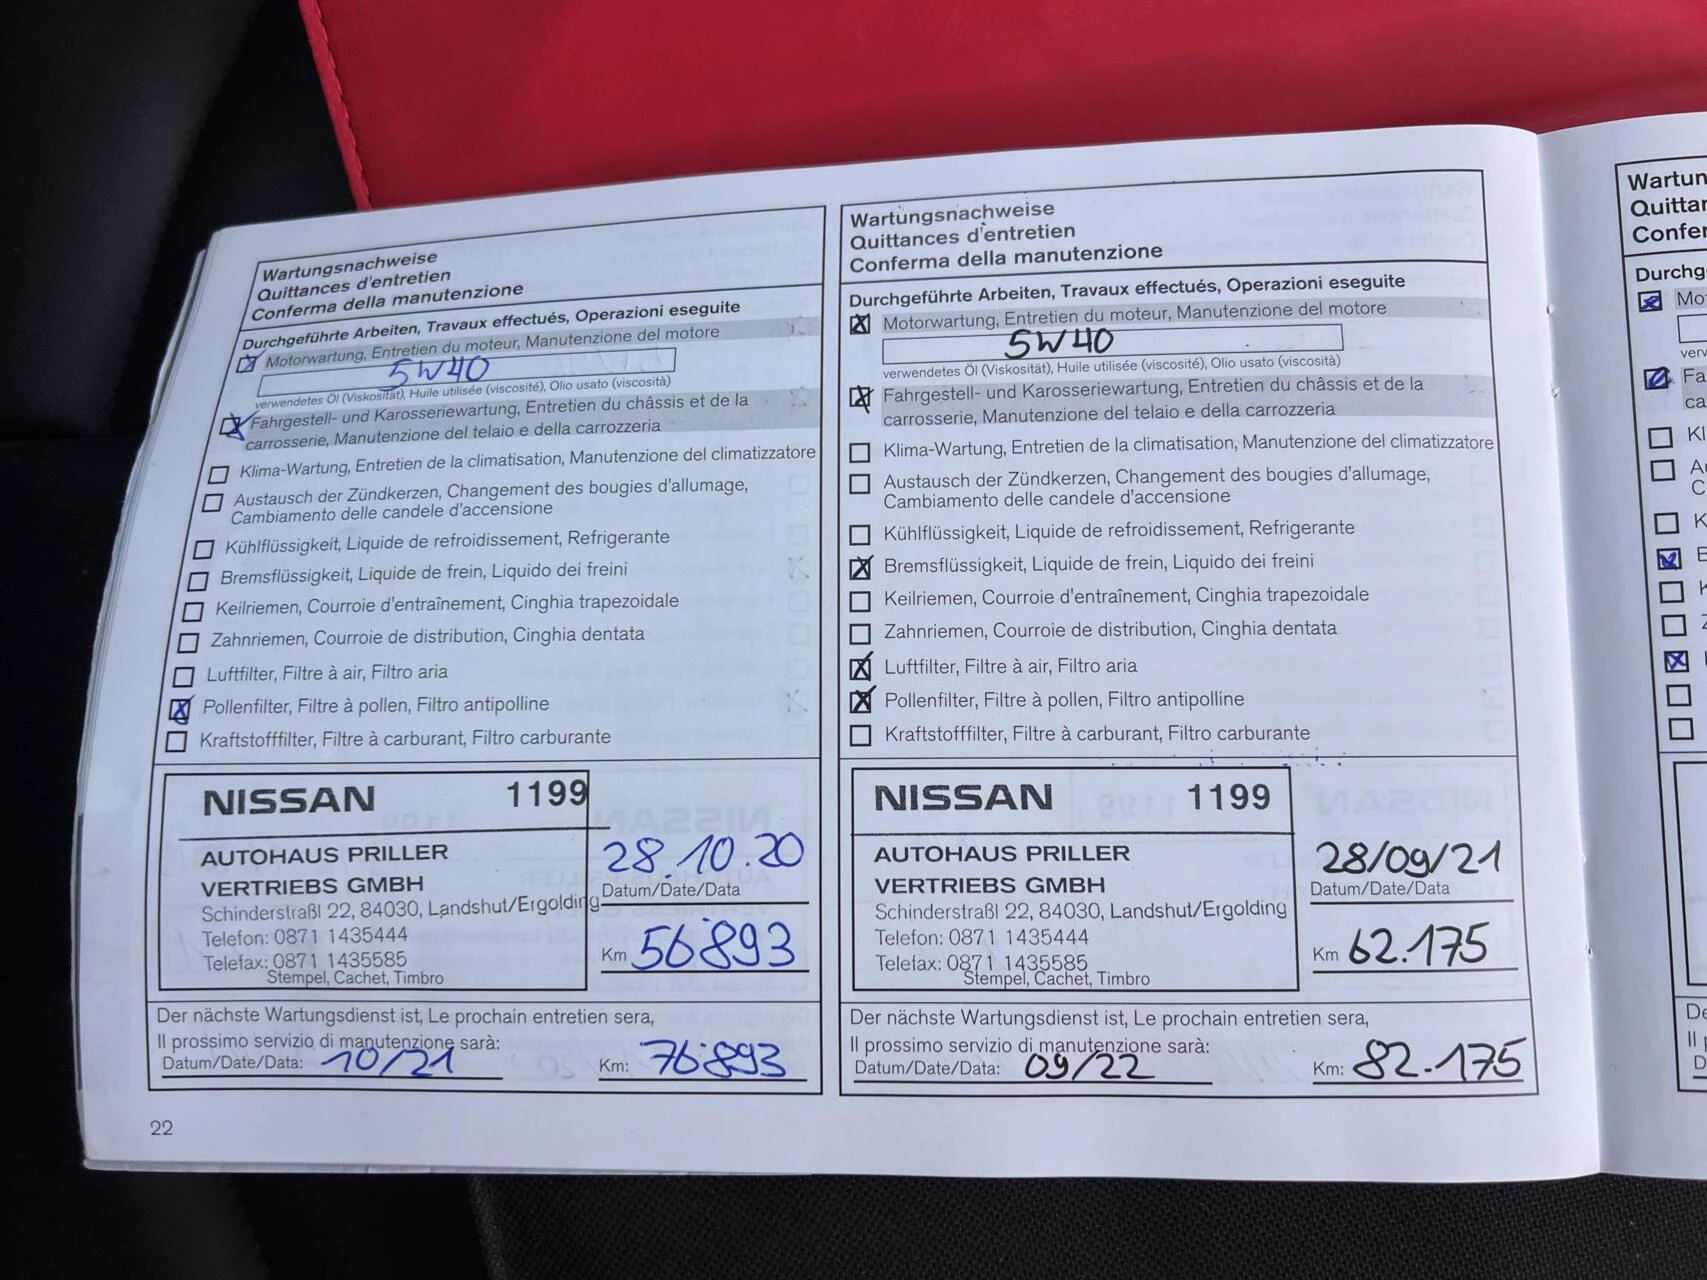 Wartungsnachweise
Quittances d'entretien
Conferma della manutenzione
Durchgeführte Arbeiten, Travaux effectués, Operazioni eseguite
Motorwartung, Entretien du moteur, Manutenzione del motore
5W40
verwendetes Öl (Viskosität), Huile utilisée (viscosité), Olio usato (viscosità)
Fahrgestell- und Karosseriewartung, Entretien du châssis et de la
carrosserie, Manutenzione del telaio e della carrozzeria
Klima-Wartung, Entretien de la climatisation, Manutenzione del climatizzatore
Austausch der Zündkerzen, Changement des bougies d'allumage,
Cambiamento delle candele d'accensione
Kühlflüssigkeit, Liquide de refroidissement, Refrigerante
Bremsflüssigkeit, Liquide de frein, Liquido dei freini
Keilriemen, Courroie d'entraînement, Cinghia trapezoidale
Zahnriemen, Courroie de distribution, Cinghia dentata
Luftfilter, Filtre à air, Filtro aria
Pollenfilter, Filtre à pollen, Filtro antipolline
Kraftstofffilter, Filtre à carburant, Filtro carburante
NISSAN 1199
AUTOHAUS PRILLER
VERTRIEBS GMBH
Schinderstraßl 22, 84030, Landshut/Ergolding
Telefon: 0871 1435444
Telefax: 0871 1435585
Stempel, Cachet, Timbro
28.10.20
Datum/Date/Data
Km 56.893
Der nächste Wartungsdienst ist, Le prochain entretien sera,
Il prossimo servizio di manutenzione sarà:
Datum/Date/Data: 10/21 Km: 76.893
22
Wartungsnachweise
Quittances d'entretien
Conferma della manutenzione
Durchgeführte Arbeiten, Travaux effectués, Operazioni eseguite
Motorwartung, Entretien du moteur, Manutenzione del motore
5W40
verwendetes Öl (Viskosität), Huile utilisée (viscosité), Olio usato (viscosità)
Fahrgestell- und Karosseriewartung, Entretien du châssis et de la
carrosserie, Manutenzione del telaio e della carrozzeria
Klima-Wartung, Entretien de la climatisation, Manutenzione del climatizzatore
Austausch der Zündkerzen, Changement des bougies d'allumage,
Cambiamento delle candele d'accensione
Kühlflüssigkeit, Liquide de refroidissement, Refrigerante
Bremsflüssigkeit, Liquide de frein, Liquido dei freini
Keilriemen, Courroie d'entraînement, Cinghia trapezoidale
Zahnriemen, Courroie de distribution, Cinghia dentata
Luftfilter, Filtre à air, Filtro aria
Pollenfilter, Filtre à pollen, Filtro antipolline
Kraftstofffilter, Filtre à carburant, Filtro carburante
NISSAN 1199
AUTOHAUS PRILLER
VERTRIEBS GMBH
Schinderstraßl 22, 84030, Landshut/Ergolding
Telefon: 0871 1435444
Telefax: 0871 1435585
Stempel, Cachet, Timbro
28/09/21
Datum/Date/Data
Km 62.175
Der nächste Wartungsdienst ist, Le prochain entretien sera,
Il prossimo servizio di manutenzione sarà:
Datum/Date/Data: 09/22 Km: 82.175
Wartun
Quittar
Confer
Durchg
Mo
verw
Fa
ca
Kl
Au
C